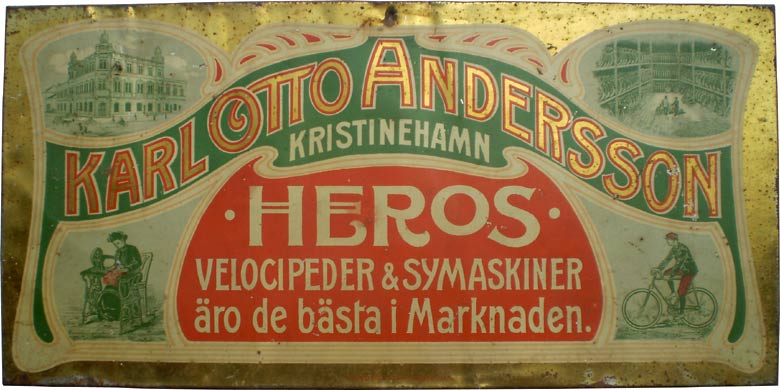 KARL OTTO ANDERSSON
KRISTINEHAMN
· HEROS ·
VELOCIPEDER & SYMASKINER
äro de bästa i Marknaden.